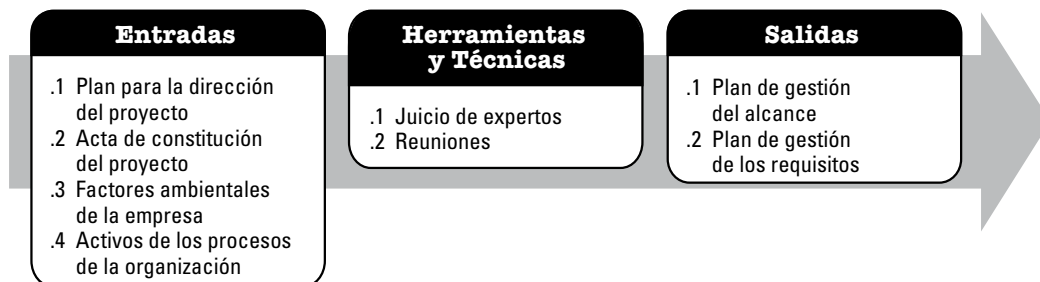 Entradas
.1 Plan para la dirección
del proyecto
.2 Acta de constitución
del proyecto
.3 Factores ambientales
de la empresa
.4 Activos de los procesos
de la organización
Herramientas
y Técnicas
.1 Juicio de expertos
.2 Reuniones
Salidas
.1 Plan de gestión
del alcance
.2 Plan de gestión
de los requisitos